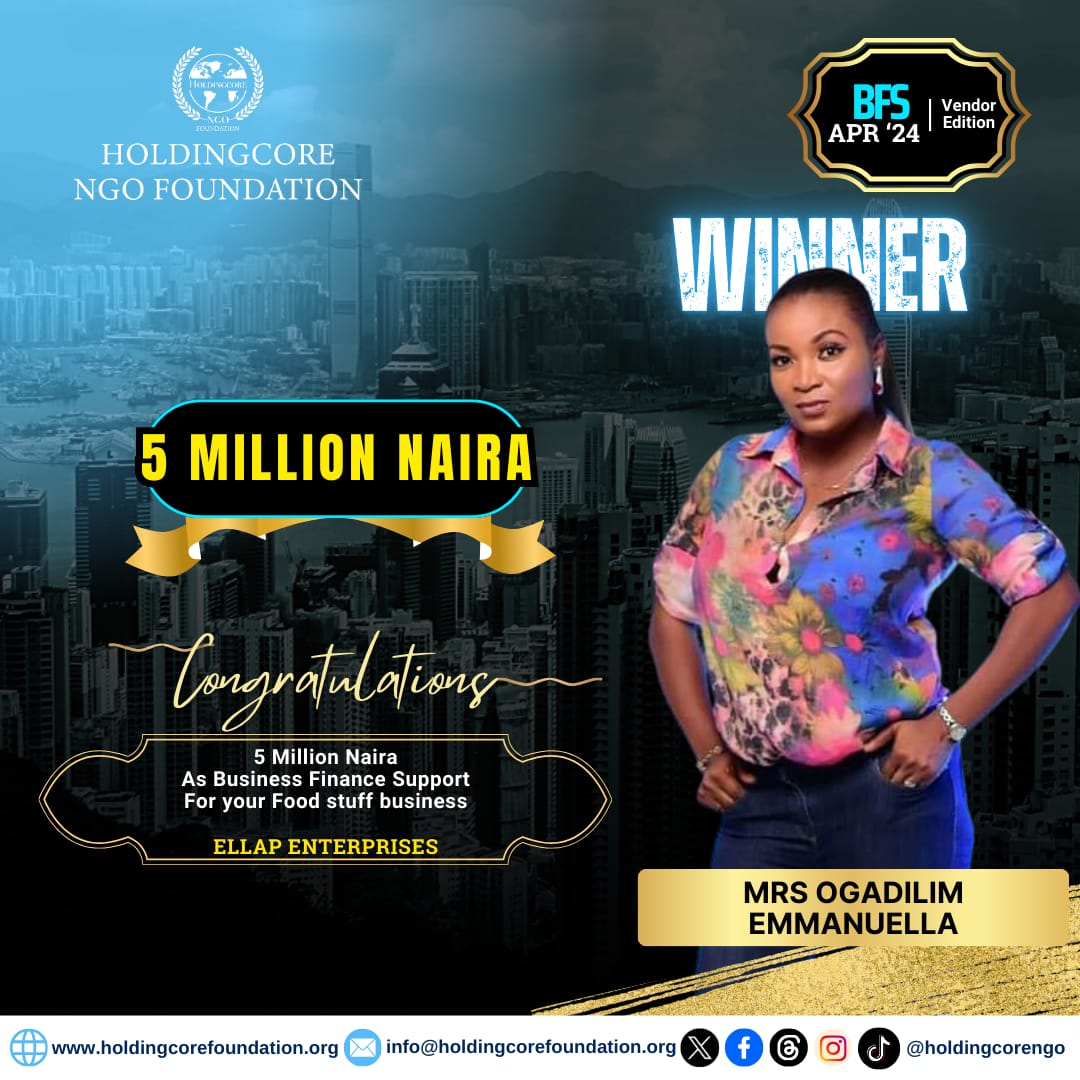 HOLDINGCORE
NGO
FOUNDATION
HOLDINGCORE
NGO FOUNDATION
BFS
APR ‘24
Vendor
Edition
WINNER
5 MILLION NAIRA
Congratulations
5 Million Naira
As Business Finance Support
For your Food stuff business
ELLAP ENTERPRISES
MRS OGADILIM
EMMANUELLA
www.holdingcorefoundation.org info@holdingcorefoundation.org @holdingcorengo